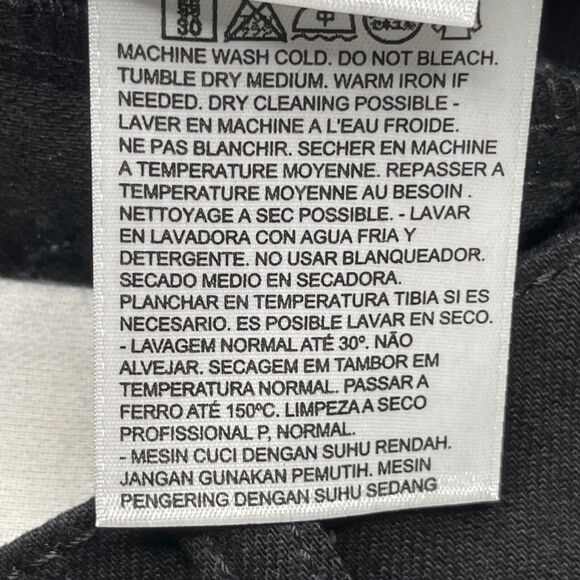 30
MACHINE WASH COLD. DO NOT BLEACH.
TUMBLE DRY MEDIUM. WARM IRON IF
NEEDED. DRY CLEANING POSSIBLE -
LAVER EN MACHINE A L'EAU FROIDE.
NE PAS BLANCHIR. SECHER EN MACHINE
A TEMPERATURE MOYENNE. REPASSER A
TEMPERATURE MOYENNE AU BESOIN .
NETTOYAGE A SEC POSSIBLE. - LAVAR
EN LAVADORA CON AGUA FRIA Y
DETERGENTE. NO USAR BLANQUEADOR.
SECADO MEDIO EN SECADORA.
PLANCHAR EN TEMPERATURA TIBIA SI ES
NECESARIO. ES POSIBLE LAVAR EN SECO.
- LAVAGEM NORMAL ATÉ 30º. NÃO
ALVEJAR. SECAGEM EM TAMBOR EM
TEMPERATURA NORMAL. PASSAR A
FERRO ATÉ 150ºC. LIMPEZA A SECO
PROFISSIONAL P, NORMAL.
- MESIN CUCI DENGAN SUHU RENDAH.
JANGAN GUNAKAN PEMUTIH. MESIN
PENGERING DENGAN SUHU SEDANG